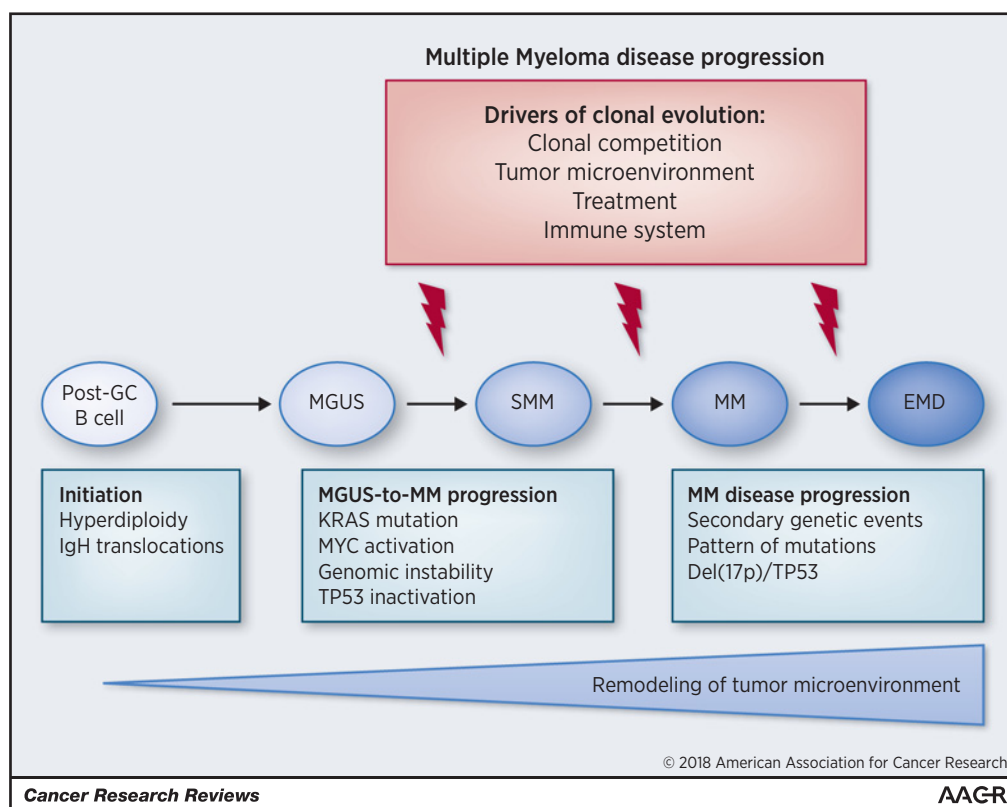 Multiple Myeloma disease progression
Drivers of clonal evolution:
Clonal competition
Tumor microenvironment
Treatment
Immune system
Post-GC
B cell
MGUS
SMM
MM
EMD
Initiation
Hyperdiploidy
IgH translocations
MGUS-to-MM progression
KRAS mutation
MYC activation
Genomic instability
TP53 inactivation
MM disease progression
Secondary genetic events
Pattern of mutations
Del(17p)/TP53
Remodeling of tumor microenvironment
© 2018 American Association for Cancer Research
Cancer Research Reviews
AACR